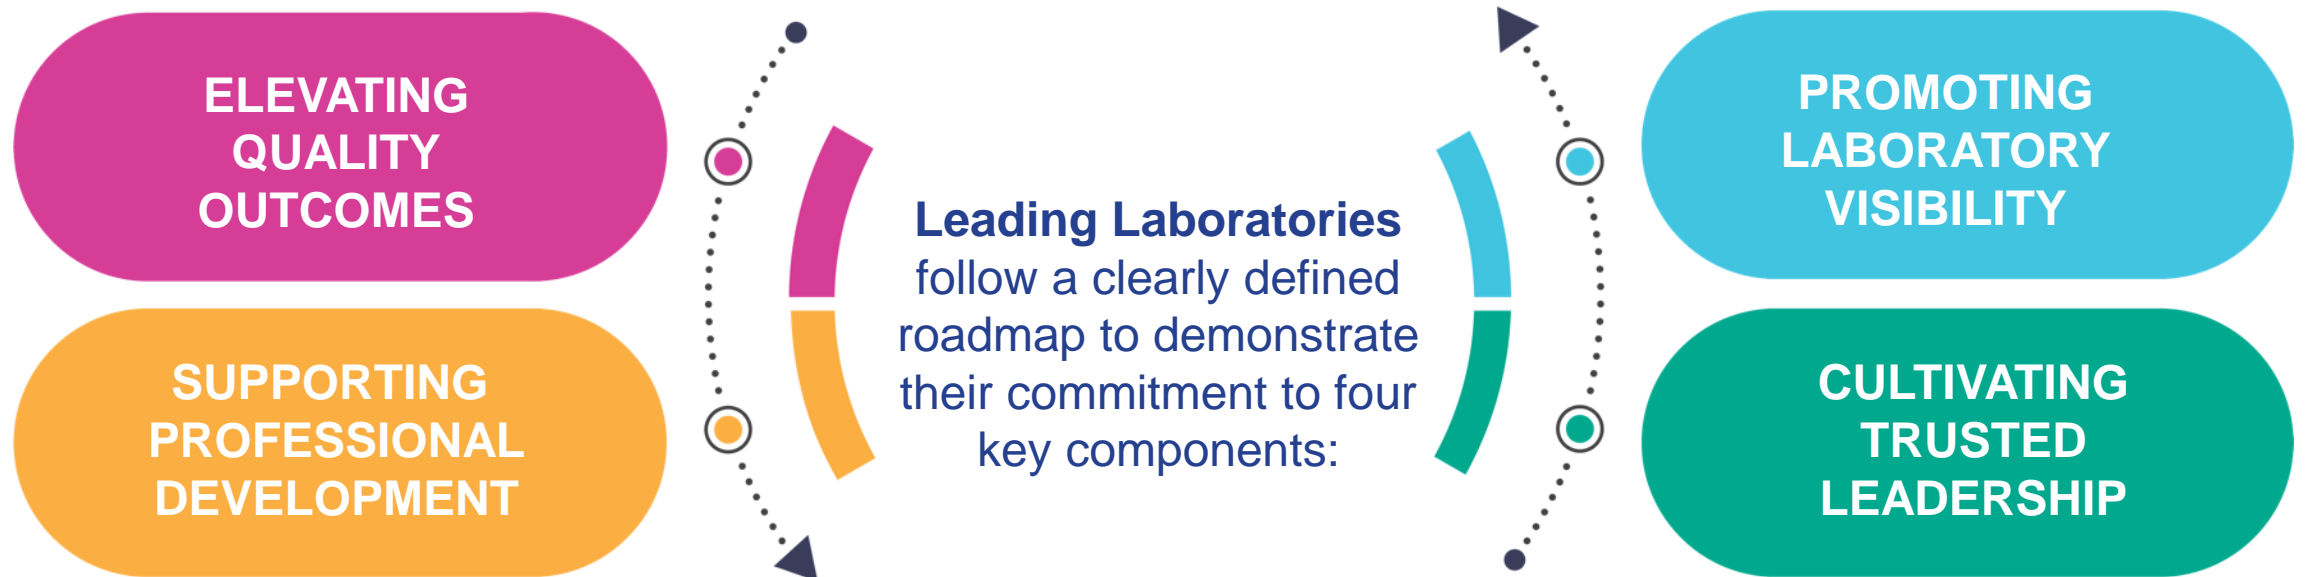 ELEVATING
QUALITY
OUTCOMES
SUPPORTING
PROFESSIONAL
DEVELOPMENT
Leading Laboratories
follow a clearly defined
roadmap to demonstrate
their commitment to four
key components:
PROMOTING
LABORATORY
VISIBILITY
CULTIVATING
TRUSTED
LEADERSHIP